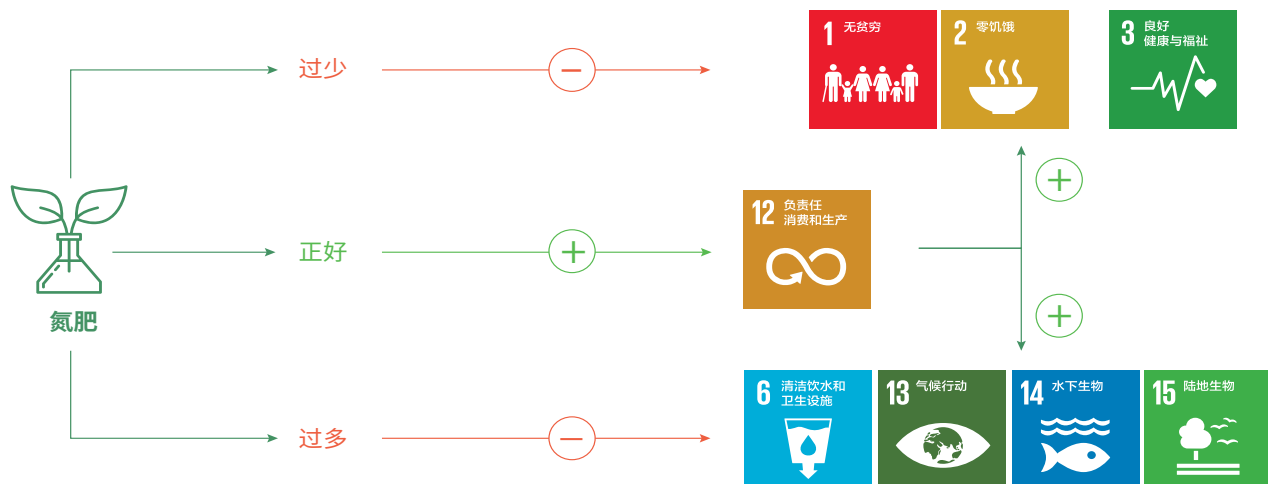 过少
1 无贫穷
2 零饥饿
3 良好
健康与福祉
氮肥
正好
12 负责任
消费和生产
过多
6 清洁饮水和
卫生设施
13 气候行动
14 水下生物
15 陆地生物